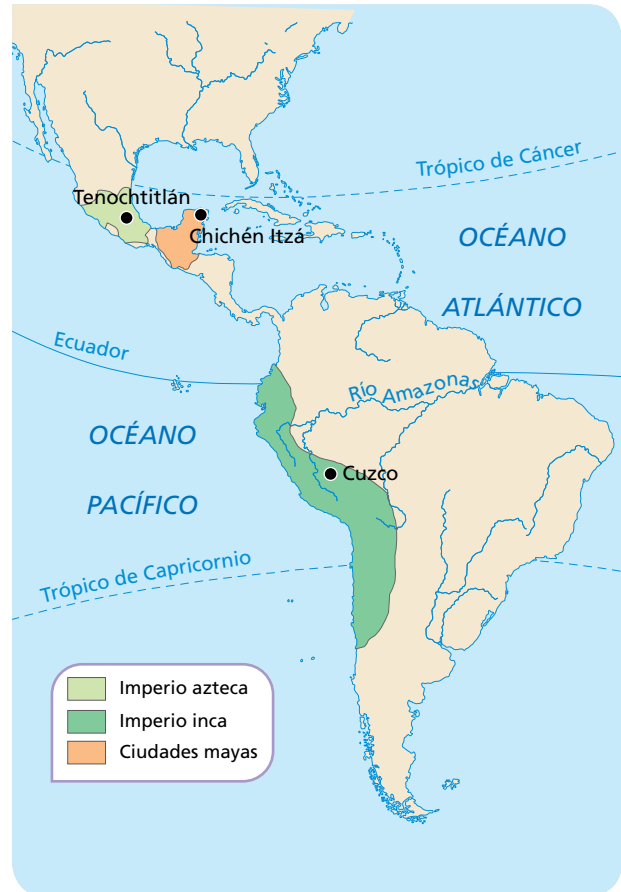 Trópico de Cáncer
Tenochtitlán
Chichén Itzá
OCÉANO
ATLÁNTICO
Ecuador
Río Amazonas
OCÉANO
PACÍFICO
Cuzco
Trópico de Capricornio
Imperio azteca
Imperio inca
Ciudades mayas